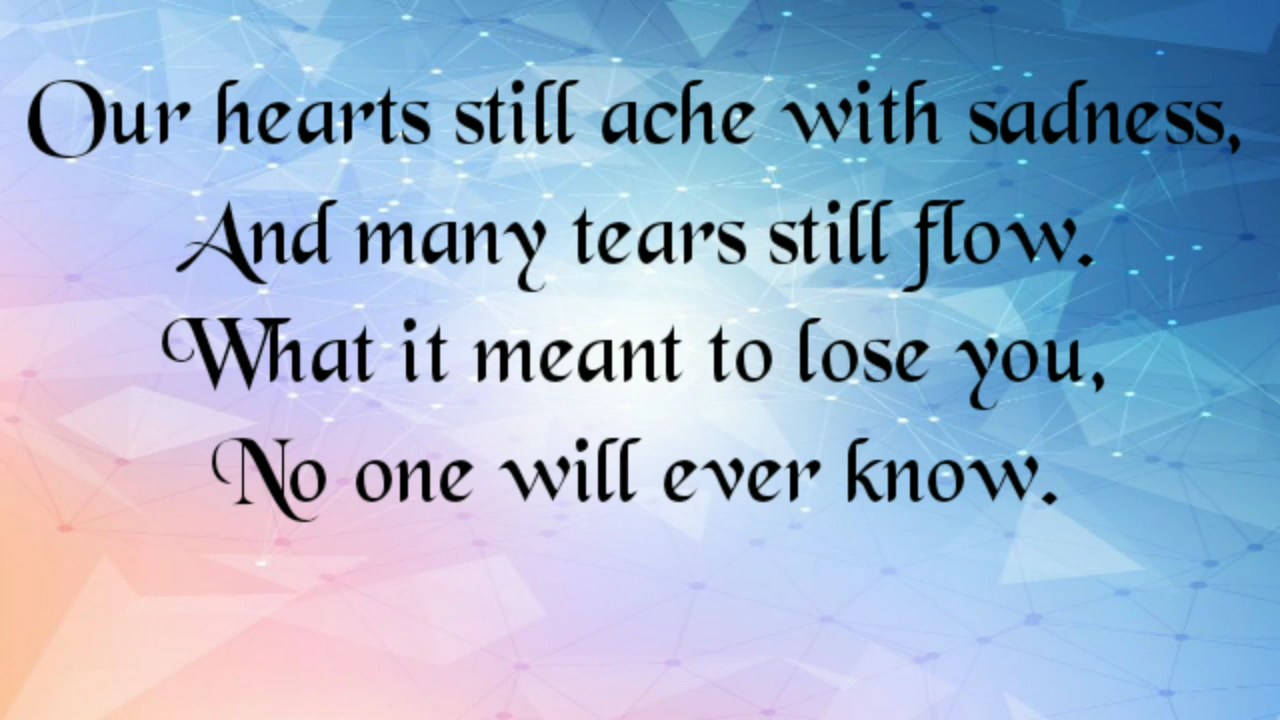 Our hearts still ache with sadness,
And many tears still flow.
What it meant to lose you,
No one will ever know.